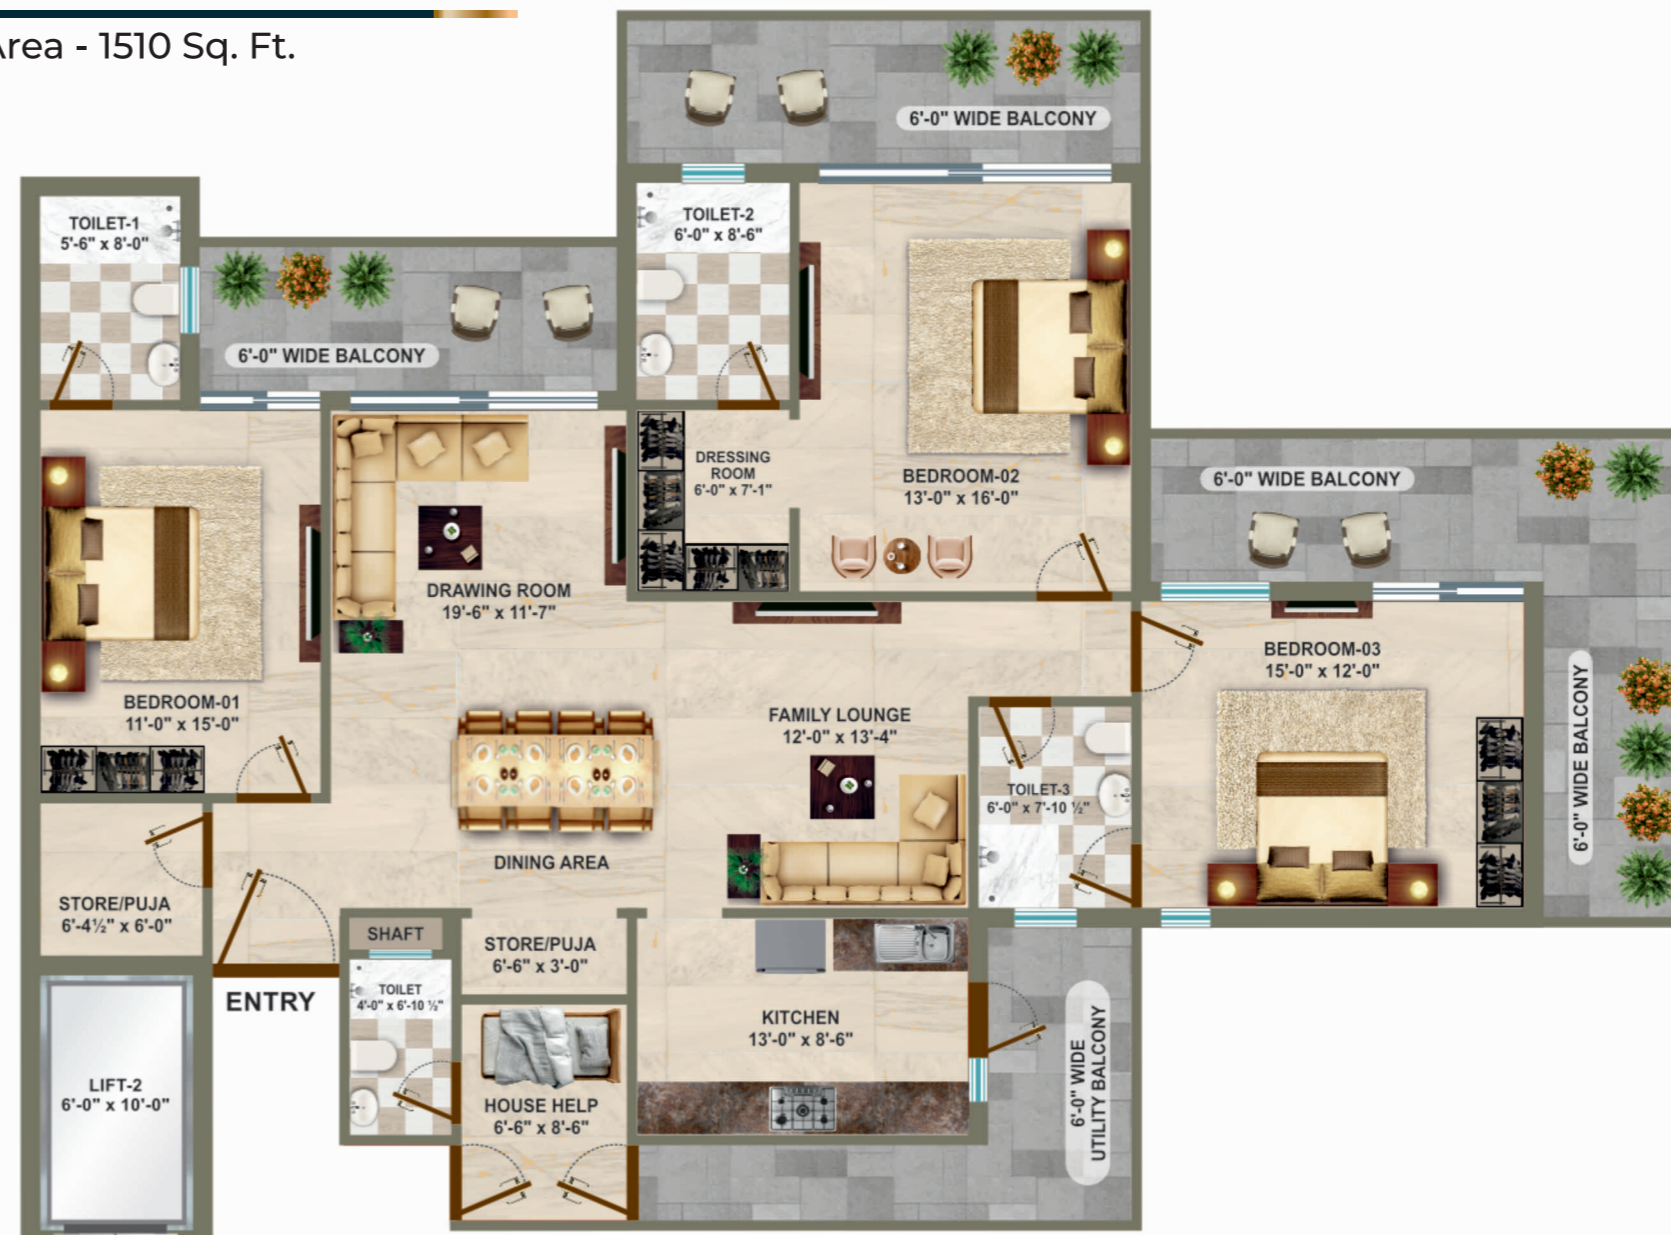 Area - 1510 Sq. Ft.
6'-0" WIDE BALCONY
TOILET-1
5'-6" x 8'-0"
TOILET-2
6'-0" x 8'-6"
6'-0" WIDE BALCONY
DRESSING
ROOM
6'-0" x 7'-1"
BEDROOM-02
13'-0" x 16'-0"
6'-0" WIDE BALCONY
DRAWING ROOM
19'-6" x 11'-7"
BEDROOM-03
15'-0" x 12'-0"
6'-0" WIDE BALCONY
BEDROOM-01
11'-0" x 15'-0"
FAMILY LOUNGE
12'-0" x 13'-4"
TOILET-3
6'-0" x 7'-10 ½"
DINING AREA
STORE/PUJA
6'-4½" x 6'-0"
SHAFT
STORE/PUJA
6'-6" x 3'-0"
TOILET
4'-0" x 6'-10 ½"
ENTRY
KITCHEN
13'-0" x 8'-6"
6'-0" WIDE
UTILITY BALCONY
LIFT-2
6'-0" x 10'-0"
HOUSE HELP
6'-6" x 8'-6"